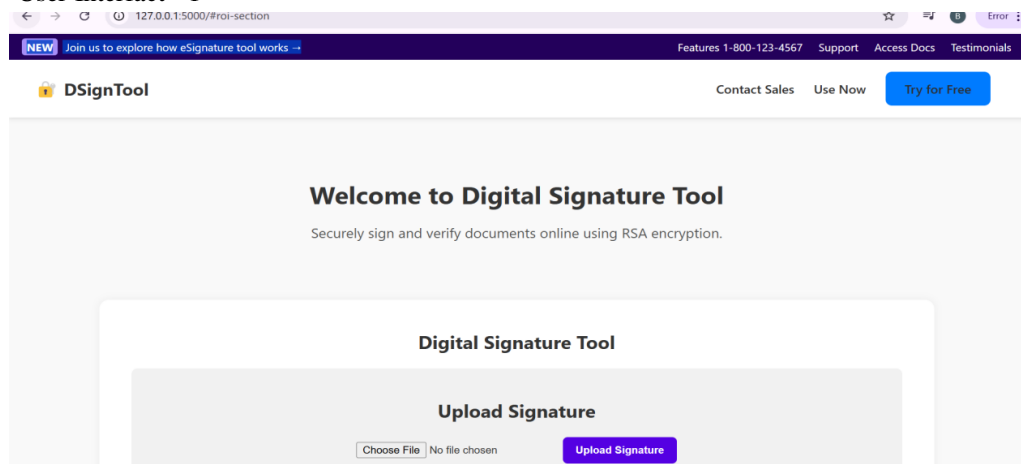 127.0.0.1:5000/#roi-section B Error
NEW Join us to explore how eSignature tool works → Features 1-800-123-4567 Support Access Docs Testimonials
DSignTool Contact Sales Use Now Try for Free
Welcome to Digital Signature Tool
Securely sign and verify documents online using RSA encryption.
Digital Signature Tool
Upload Signature
Choose File No file chosen Upload Signature